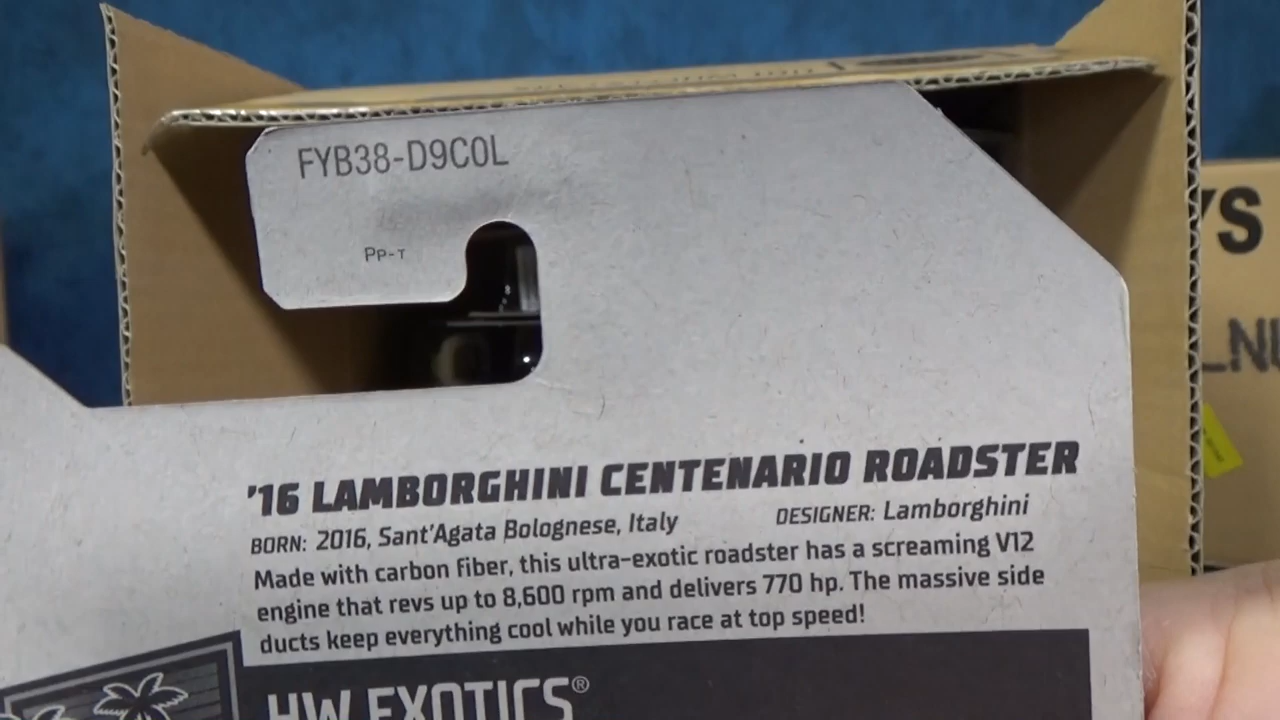 FYB38-D9C0L
PP-T
YS
'16 LAMBORGHINI CENTENARIO ROADSTER
BORN: 2016, Sant'Agata Bolognese, Italy DESIGNER: Lamborghini
Made with carbon fiber, this ultra-exotic roadster has a screaming V12
engine that revs up to 8,600 rpm and delivers 770 hp. The massive side
ducts keep everything cool while you race at top speed!
HW EXOTICS®